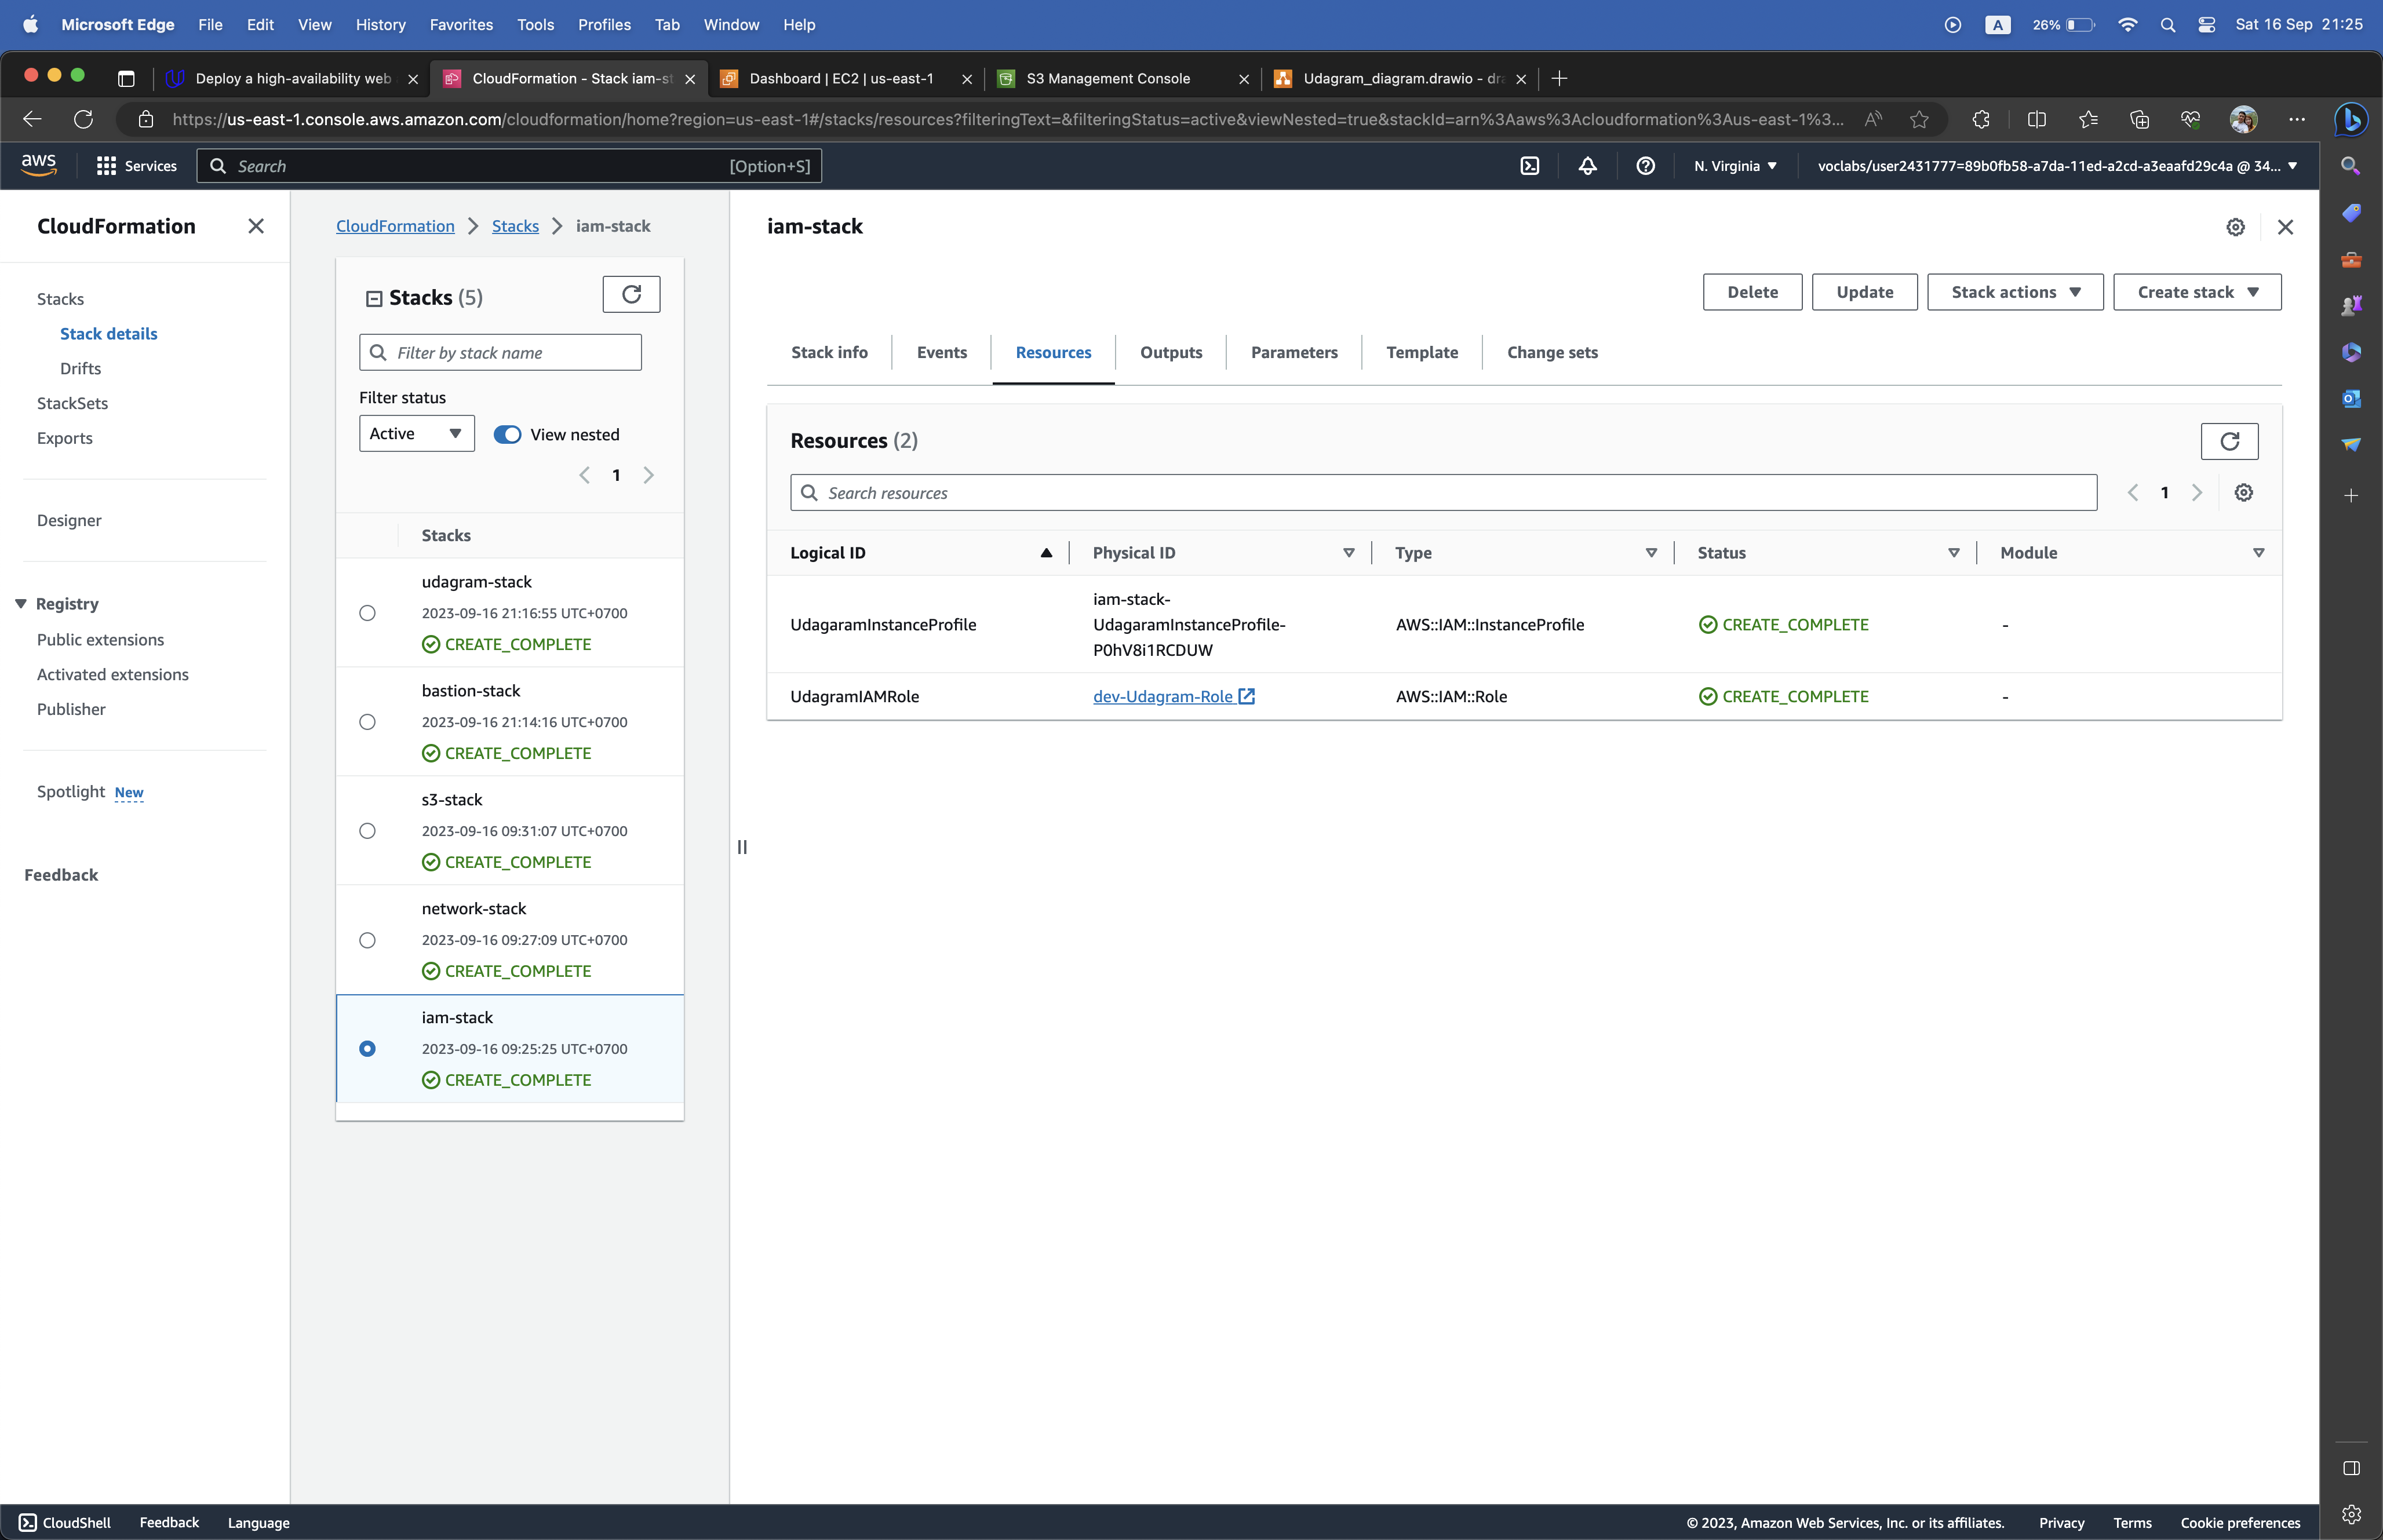 Microsoft Edge File Edit View History Favorites Tools Profiles Tab Window Help
A 26% Sat 16 Sep 21:25
Deploy a high-availability web
CloudFormation - Stack iam-st
Dashboard | EC2 | us-east-1
S3 Management Console
Udagram_diagram.drawio - dra
https://us-east-1.console.aws.amazon.com/cloudformation/home?region=us-east-1#/stacks/resources?filteringText=&filteringStatus=active&viewNested=true&stackId=arn%3Aaws%3Acloudformation%3Aus-east-1%3...
aws Services Search [Option+S] N. Virginia voclabs/user2431777=89b0fb58-a7da-11ed-a2cd-a3eaafd29c4a @ 34...
CloudFormation
Stacks
Stack details
Drifts
StackSets
Exports
Designer
Registry
Public extensions
Activated extensions
Publisher
Spotlight New
Feedback
CloudFormation Stacks iam-stack
Stacks (5)
Filter by stack name
Filter status
Active View nested
1
Stacks
udagram-stack
2023-09-16 21:16:55 UTC+0700
CREATE_COMPLETE
bastion-stack
2023-09-16 21:14:16 UTC+0700
CREATE_COMPLETE
s3-stack
2023-09-16 09:31:07 UTC+0700
CREATE_COMPLETE
network-stack
2023-09-16 09:27:09 UTC+0700
CREATE_COMPLETE
iam-stack
2023-09-16 09:25:25 UTC+0700
CREATE_COMPLETE
iam-stack
Delete Update Stack actions Create stack
Stack info Events Resources Outputs Parameters Template Change sets
Resources (2)
Search resources 1
Logical ID Physical ID Type Status Module
UdagaramInstanceProfile iam-stack-
UdagaramInstanceProfile-
P0hV8i1RCDUW AWS::IAM::InstanceProfile CREATE_COMPLETE -
UdagramIAMRole dev-Udagram-Role AWS::IAM::Role CREATE_COMPLETE -
CloudShell Feedback Language © 2023, Amazon Web Services, Inc. or its affiliates. Privacy Terms Cookie preferences